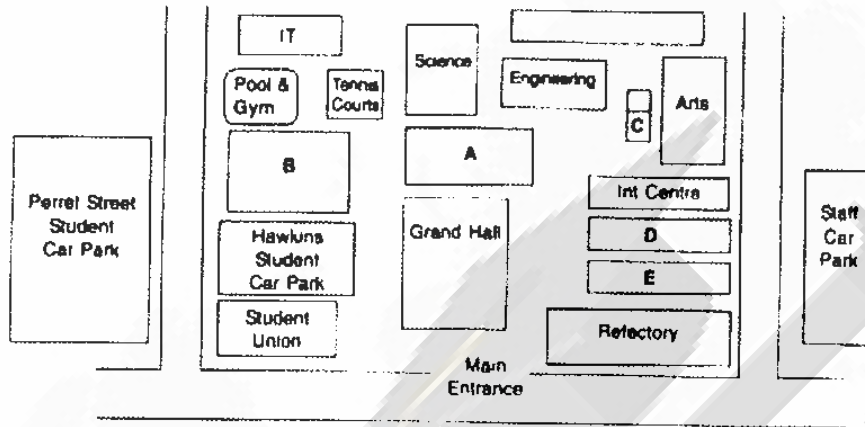 IT
Science
Engineering
Pool &
Gym
Tennis
Courts
C
Arts
B
A
Perret Street
Student
Car Park
Int Centre
Staff
Car
Park
Hawkins
Student
Car Park
Grand Hall
D
E
Student
Union
Refectory
Main
Entrance